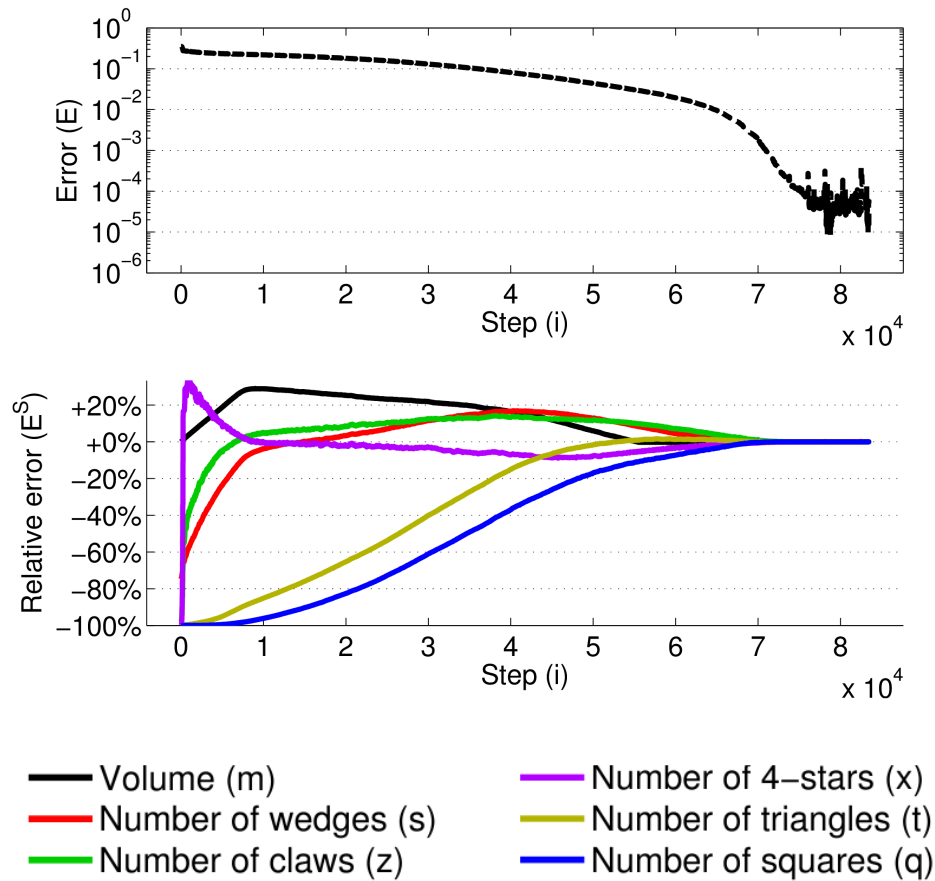 10^0
10^−1
10^−2
10^−3
10^−4
10^−5
10^−6
Error (E)
0 1 2 3 4 5 6 7 8
Step (i)
x 10^4
+20%
+0%
−20%
−40%
−60%
−80%
−100%
Relative error (E^S)
0 1 2 3 4 5 6 7 8
Step (i)
x 10^4
Volume (m)
Number of wedges (s)
Number of claws (z)
Number of 4−stars (x)
Number of triangles (t)
Number of squares (q)